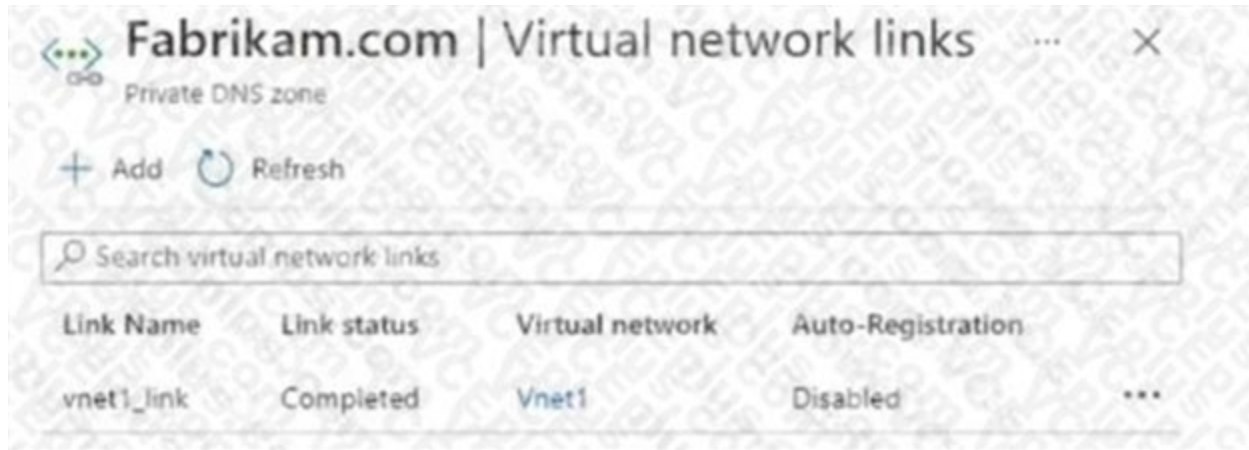 Fabrikam.com | Virtual network links ... ×
Private DNS zone
+ Add Refresh
Search virtual network links
Link Name Link status Virtual network Auto-Registration
vnet1_link Completed Vnet1 Disabled ...